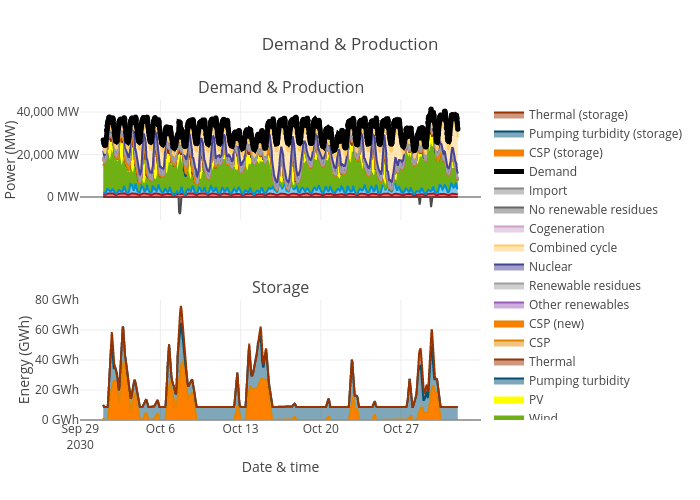 Demand & Production
Demand & Production
40,000 MW
20,000 MW
0 MW
Power (MW)
Storage
80 GWh
60 GWh
40 GWh
20 GWh
0 GWh
Energy (GWh)
Sep 29
2030
Oct 6
Oct 13
Oct 20
Oct 27
Date & time
Thermal (storage)
Pumping turbidity (storage)
CSP (storage)
Demand
Import
No renewable residues
Cogeneration
Combined cycle
Nuclear
Renewable residues
Other renewables
CSP (new)
CSP
Thermal
Pumping turbidity
PV
Wind